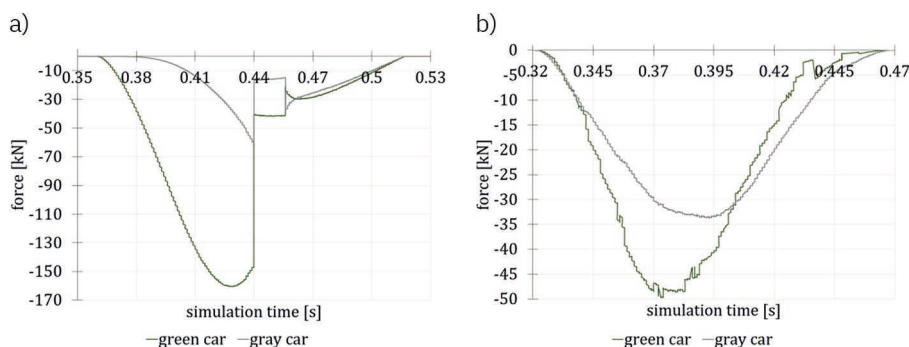 a)
0.35 0.38 0.41 0.44 0.47 0.5 0.53
-10
-30
-50
-70
-90
-110
-130
-150
-170
force [kN]
simulation time [s]
green car gray car
b)
0
0.32 0.345 0.37 0.395 0.42 0.445 0.47
-5
-10
-15
-20
-25
-30
-35
-40
-45
-50
force [kN]
simulation time [s]
green car gray car